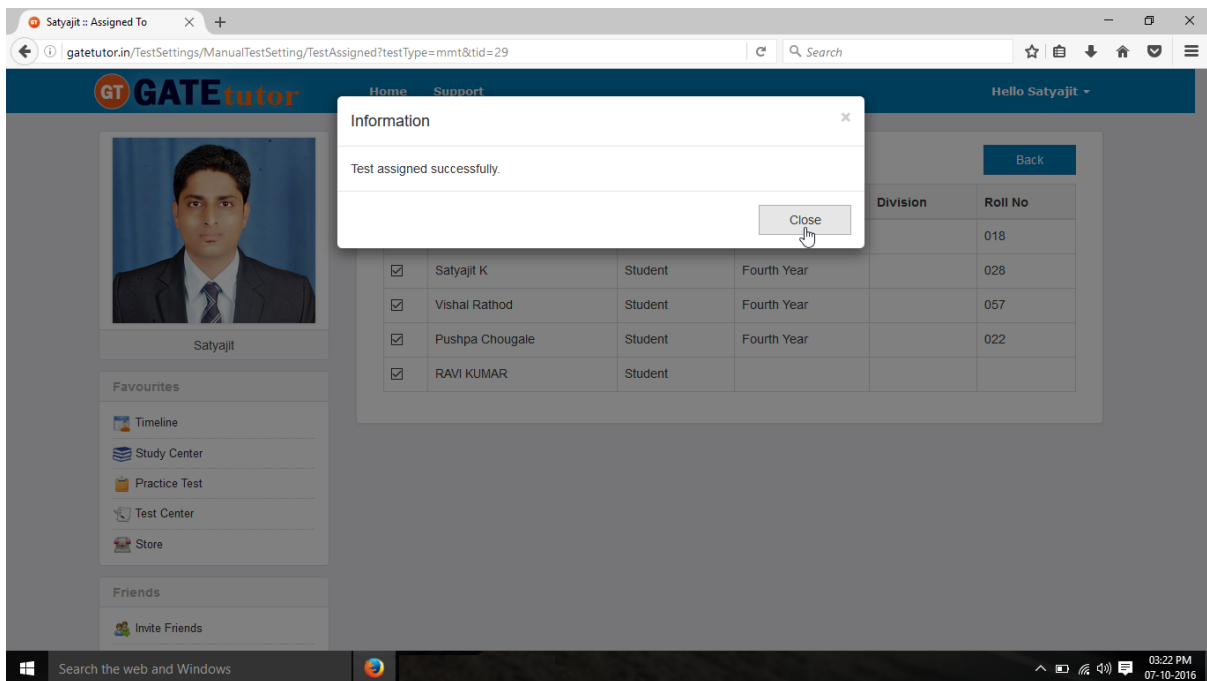 Satyajit :: Assigned To
gatetutor.in/TestSettings/ManualTestSetting/TestAssigned?testType=mmt&tid=29
Search
GT GATEtutor
Home Support
Hello Satyajit
Information
Test assigned successfully.
Close
Back
Division Roll No
018
Satyajit K Student Fourth Year 028
Vishal Rathod Student Fourth Year 057
Pushpa Chougale Student Fourth Year 022
RAVI KUMAR Student
Satyajit
Favourites
Timeline
Study Center
Practice Test
Test Center
Store
Friends
Invite Friends
Search the web and Windows
03:22 PM
07-10-2016